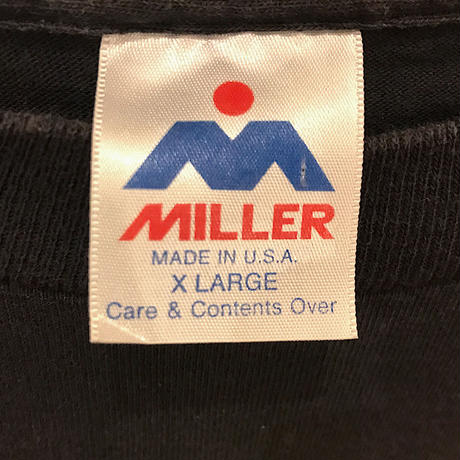 MILLER
MADE IN U.S.A.
X LARGE
Care & Contents Over